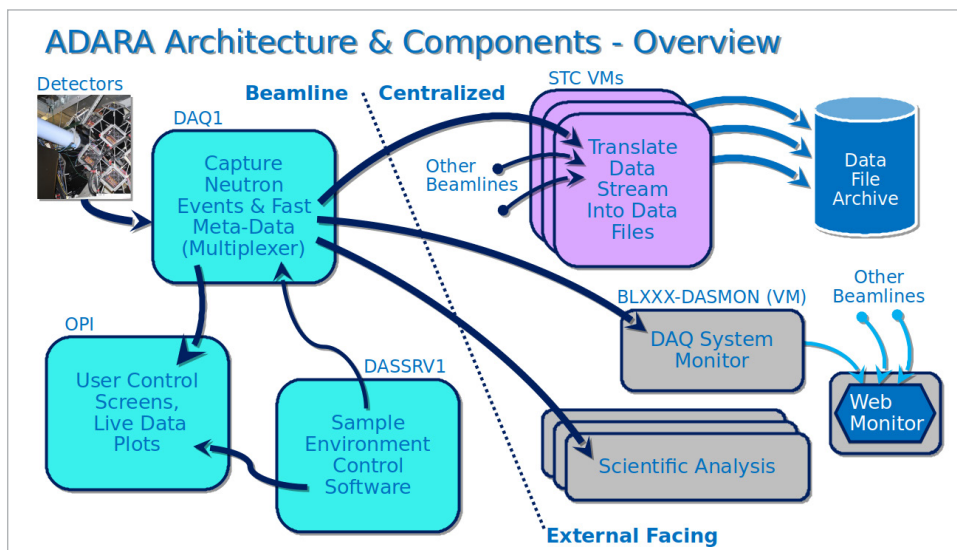 ADARA Architecture & Components - Overview
Detectors
Beamline
Centralized
STC VMs
DAQ1
Capture
Neutron
Events & Fast
Meta-Data
(Multiplexer)
Other
Beamlines
Translate
Data
Stream
Into Data
Files
Data
File
Archive
BLXXX-DASMON (VM)
DAQ System
Monitor
Other
Beamlines
Web
Monitor
OPI
User Control
Screens,
Live Data
Plots
DASSRV1
Sample
Environment
Control
Software
Scientific Analysis
External Facing